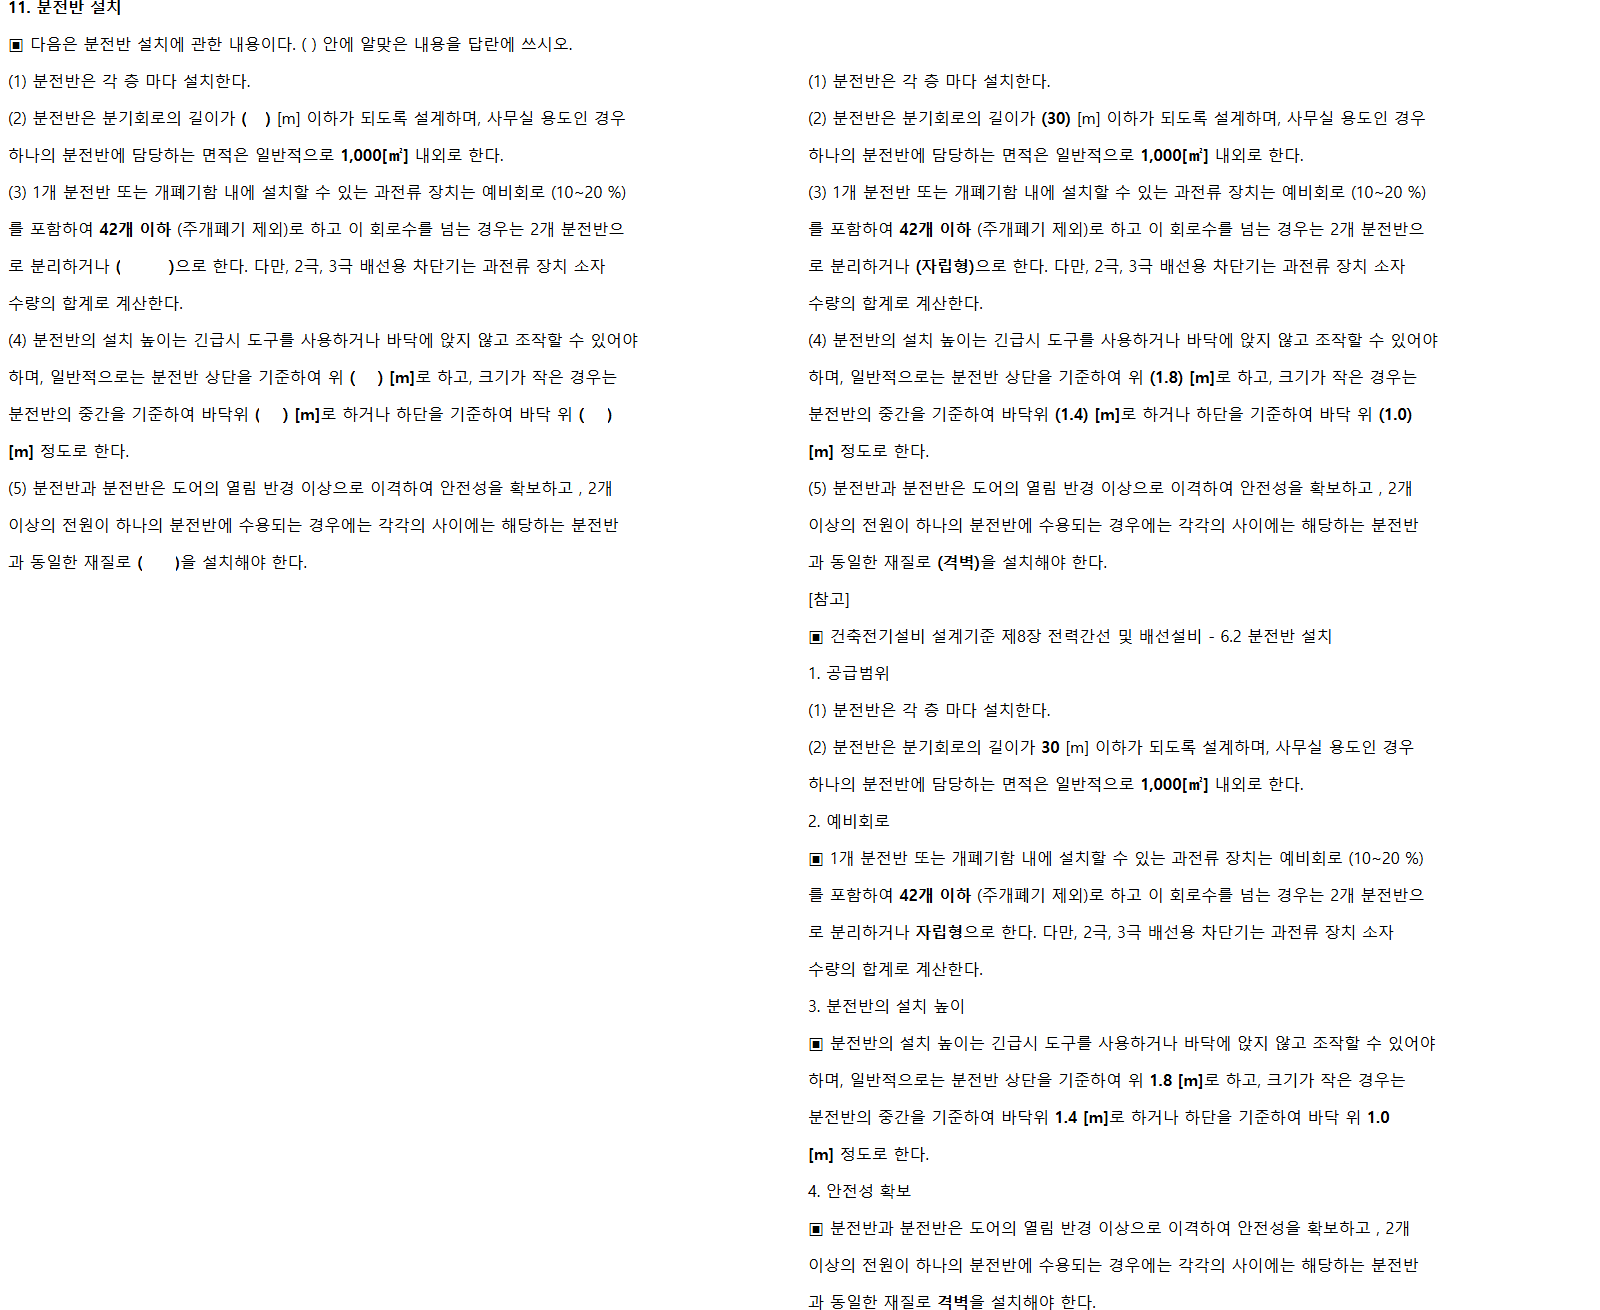 11. 분전반 설치
▣ 다음은 분전반 설치에 관한 내용이다. ( ) 안에 알맞은 내용을 답란에 쓰시오.
(1) 분전반은 각 층 마다 설치한다.
(2) 분전반은 분기회로의 길이가 (   ) [m] 이하가 되도록 설계하며, 사무실 용도인 경우
하나의 분전반에 담당하는 면적은 일반적으로 1,000[㎡] 내외로 한다.
(3) 1개 분전반 또는 개폐기함 내에 설치할 수 있는 과전류 장치는 예비회로 (10~20 %)
를 포함하여 42개 이하 (주개폐기 제외)로 하고 이 회로수를 넘는 경우는 2개 분전반으
로 분리하거나 (        )으로 한다. 다만, 2극, 3극 배선용 차단기는 과전류 장치 소자
수량의 합계로 계산한다.
(4) 분전반의 설치 높이는 긴급시 도구를 사용하거나 바닥에 앉지 않고 조작할 수 있어야
하며, 일반적으로는 분전반 상단을 기준하여 위 (    ) [m]로 하고, 크기가 작은 경우는
분전반의 중간을 기준하여 바닥위 (    ) [m]로 하거나 하단을 기준하여 바닥 위 (    )
[m] 정도로 한다.
(5) 분전반과 분전반은 도어의 열림 반경 이상으로 이격하여 안전성을 확보하고 , 2개
이상의 전원이 하나의 분전반에 수용되는 경우에는 각각의 사이에는 해당하는 분전반
과 동일한 재질로 (      )을 설치해야 한다.
(1) 분전반은 각 층 마다 설치한다.
(2) 분전반은 분기회로의 길이가 (30) [m] 이하가 되도록 설계하며, 사무실 용도인 경우
하나의 분전반에 담당하는 면적은 일반적으로 1,000[㎡] 내외로 한다.
(3) 1개 분전반 또는 개폐기함 내에 설치할 수 있는 과전류 장치는 예비회로 (10~20 %)
를 포함하여 42개 이하 (주개폐기 제외)로 하고 이 회로수를 넘는 경우는 2개 분전반으
로 분리하거나 (자립형)으로 한다. 다만, 2극, 3극 배선용 차단기는 과전류 장치 소자
수량의 합계로 계산한다.
(4) 분전반의 설치 높이는 긴급시 도구를 사용하거나 바닥에 앉지 않고 조작할 수 있어야
하며, 일반적으로는 분전반 상단을 기준하여 위 (1.8) [m]로 하고, 크기가 작은 경우는
분전반의 중간을 기준하여 바닥위 (1.4) [m]로 하거나 하단을 기준하여 바닥 위 (1.0)
[m] 정도로 한다.
(5) 분전반과 분전반은 도어의 열림 반경 이상으로 이격하여 안전성을 확보하고 , 2개
이상의 전원이 하나의 분전반에 수용되는 경우에는 각각의 사이에는 해당하는 분전반
과 동일한 재질로 (격벽)을 설치해야 한다.
[참고]
▣ 건축전기설비 설계기준 제8장 전력간선 및 배선설비 - 6.2 분전반 설치
1. 공급범위
(1) 분전반은 각 층 마다 설치한다.
(2) 분전반은 분기회로의 길이가 30 [m] 이하가 되도록 설계하며, 사무실 용도인 경우
하나의 분전반에 담당하는 면적은 일반적으로 1,000[㎡] 내외로 한다.
2. 예비회로
▣ 1개 분전반 또는 개폐기함 내에 설치할 수 있는 과전류 장치는 예비회로 (10~20 %)
를 포함하여 42개 이하 (주개폐기 제외)로 하고 이 회로수를 넘는 경우는 2개 분전반으
로 분리하거나 자립형으로 한다. 다만, 2극, 3극 배선용 차단기는 과전류 장치 소자
수량의 합계로 계산한다.
3. 분전반의 설치 높이
▣ 분전반의 설치 높이는 긴급시 도구를 사용하거나 바닥에 앉지 않고 조작할 수 있어야
하며, 일반적으로는 분전반 상단을 기준하여 위 1.8 [m]로 하고, 크기가 작은 경우는
분전반의 중간을 기준하여 바닥위 1.4 [m]로 하거나 하단을 기준하여 바닥 위 1.0
[m] 정도로 한다.
4. 안전성 확보
▣ 분전반과 분전반은 도어의 열림 반경 이상으로 이격하여 안전성을 확보하고 , 2개
이상의 전원이 하나의 분전반에 수용되는 경우에는 각각의 사이에는 해당하는 분전반
과 동일한 재질로 격벽을 설치해야 한다.